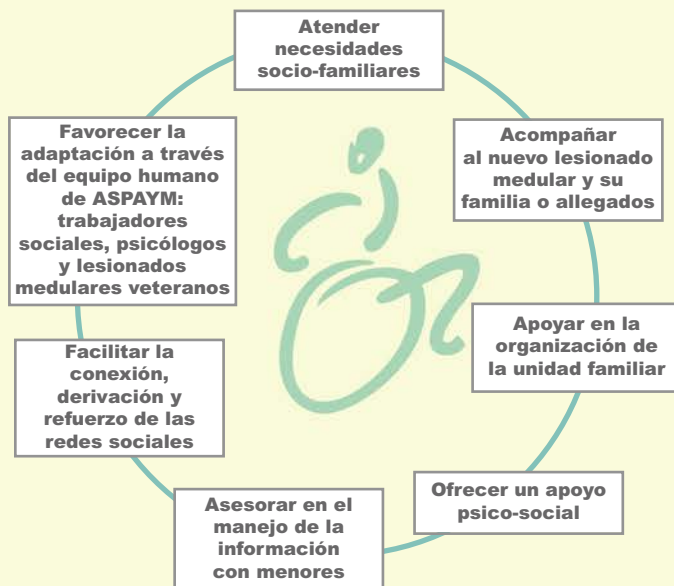 Atender
necesidades
socio-familiares
Acompañar
al nuevo lesionado
medular y su
familia o allegados
Apoyar en la
organización de
la unidad familiar
Ofrecer un apoyo
psico-social
Asesorar en el
manejo de la
información
con menores
Facilitar la
conexión,
derivación y
refuerzo de las
redes sociales
Favorecer la
adaptación a través
del equipo humano
de ASPAYM:
trabajadores
sociales, psicólogos
y lesionados
medulares veteranos